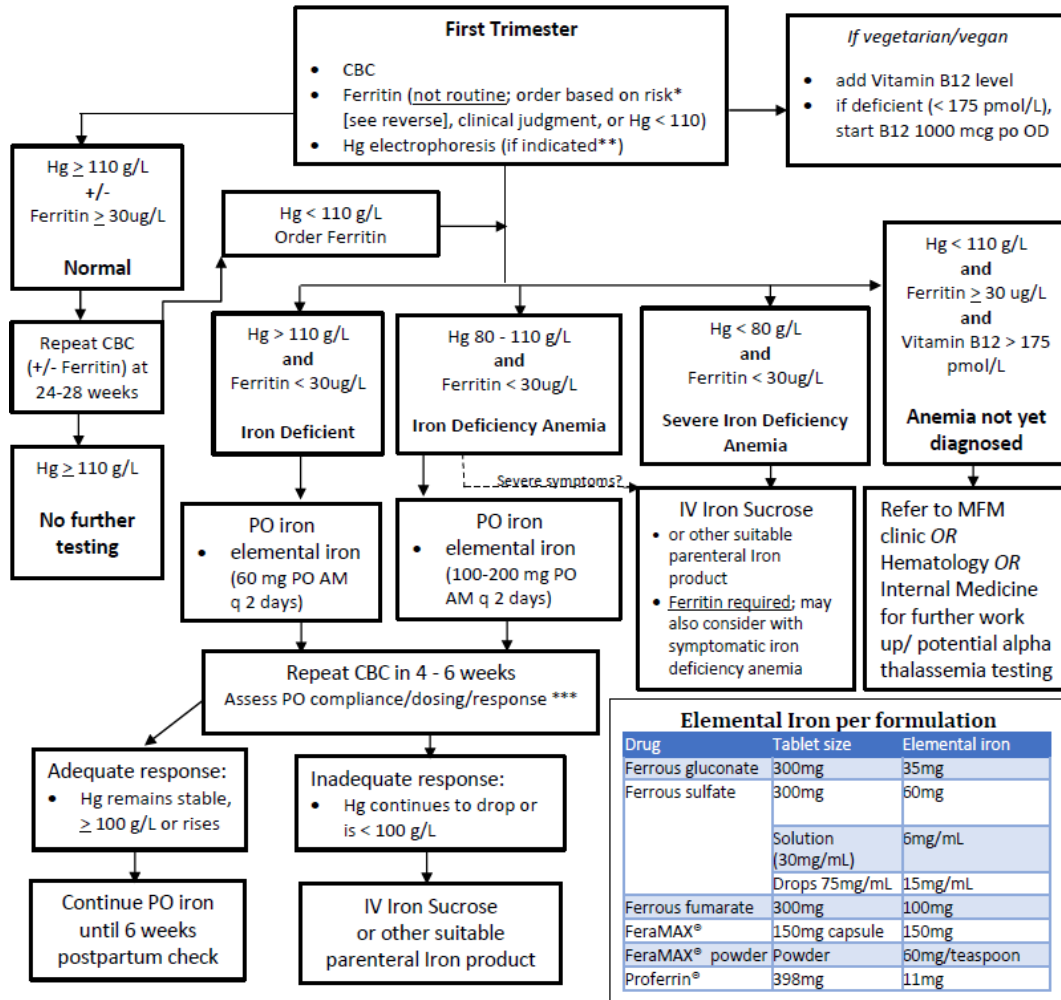 First Trimester
• CBC
• Ferritin (not routine; order based on risk*
[see reverse], clinical judgment, or Hg < 110)
• Hg electrophoresis (if indicated**)
If vegetarian/vegan
• add Vitamin B12 level
• if deficient (< 175 pmol/L),
start B12 1000 mcg po OD
Hg ≥ 110 g/L
+/-
Ferritin ≥ 30ug/L
Normal
Hg < 110 g/L
Order Ferritin
Repeat CBC
(+/- Ferritin) at
24-28 weeks
Hg ≥ 110 g/L
No further
testing
Hg > 110 g/L
and
Ferritin < 30ug/L
Iron Deficient
Hg 80 - 110 g/L
and
Ferritin < 30ug/L
Iron Deficiency Anemia
Hg < 80 g/L
and
Ferritin < 30ug/L
Severe Iron Deficiency
Anemia
Hg < 110 g/L
and
Ferritin ≥ 30 ug/L
and
Vitamin B12 > 175
pmol/L
Anemia not yet
diagnosed
Severe symptoms?
PO iron
• elemental iron
(60 mg PO AM
q 2 days)
PO iron
• elemental iron
(100-200 mg PO
AM q 2 days)
IV Iron Sucrose
• or other suitable
parenteral Iron
product
• Ferritin required; may
also consider with
symptomatic iron
deficiency anemia
Refer to MFM
clinic OR
Hematology OR
Internal Medicine
for further work
up/ potential alpha
thalassemia testing
Repeat CBC in 4 - 6 weeks
Assess PO compliance/dosing/response ***
Adequate response:
• Hg remains stable,
≥ 100 g/L or rises
Inadequate response:
• Hg continues to drop or
is < 100 g/L
Continue PO iron
until 6 weeks
postpartum check
IV Iron Sucrose
or other suitable
parenteral Iron product
Elemental Iron per formulation
Drug Tablet size Elemental iron
Ferrous gluconate 300mg 35mg
Ferrous sulfate 300mg 60mg
Solution 6mg/mL
(30mg/mL)
Drops 75mg/mL 15mg/mL
Ferrous fumarate 300mg 100mg
FeraMAX® 150mg capsule 150mg
FeraMAX® powder Powder 60mg/teaspoon
Proferrin® 398mg 11mg